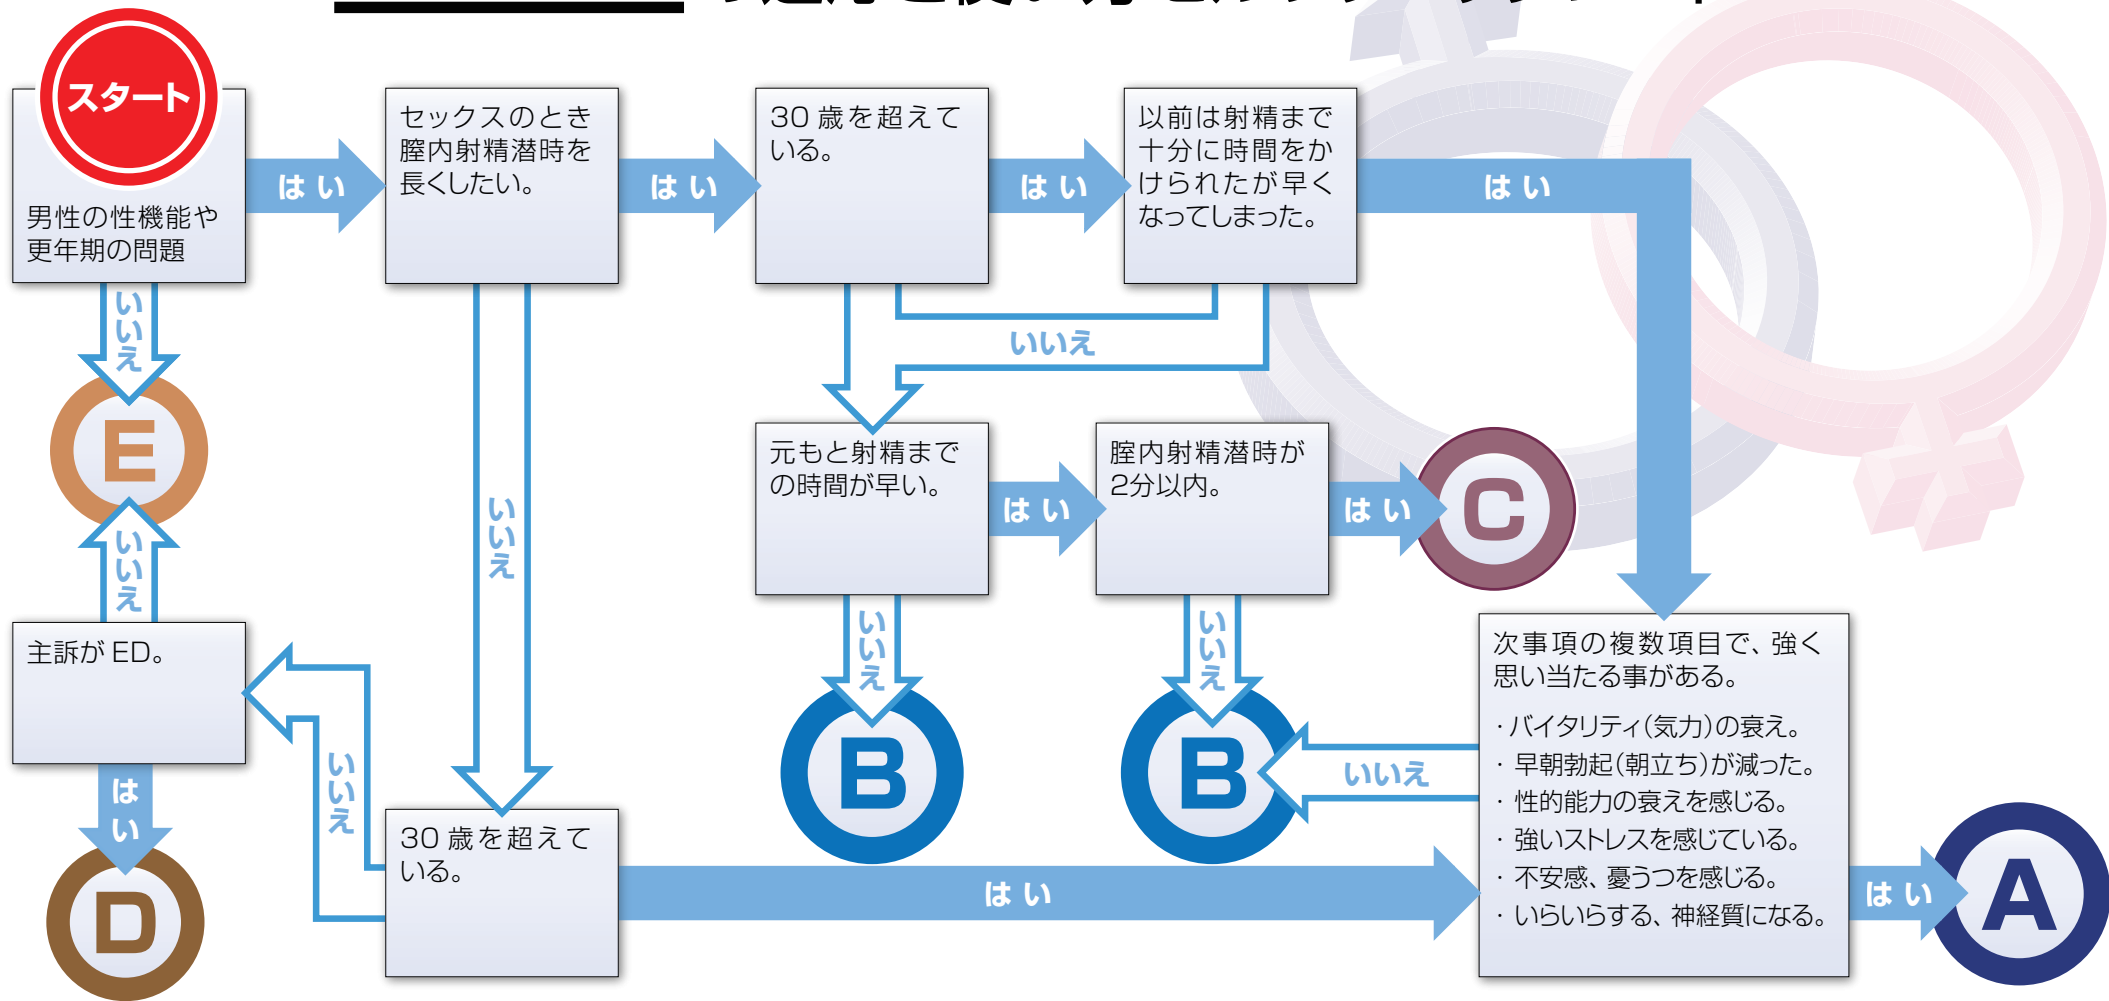 スタート
男性の性機能や
更年期の問題
はい
セックスのとき
膣内射精潜時を
長くしたい。
はい
30 歳を超えて
いる。
はい
以前は射精まで
十分に時間をか
けられたが早く
なってしまった。
はい
いいえ
いいえ
E
いいえ
いいえ
元もと射精まで
の時間が早い。
はい
膣内射精潜時が
2分以内。
はい
C
主訴が ED。
いいえ
いいえ
いいえ
B
B
いいえ
はい
D
30 歳を超えて
いる。
はい
次事項の複数項目で、強く
思い当たる事がある。
・バイタリティ(気力)の衰え。
・早朝勃起(朝立ち)が減った。
・性的能力の衰えを感じる。
・強いストレスを感じている。
・不安感、憂うつを感じる。
・いらいらする、神経質になる。
はい
A